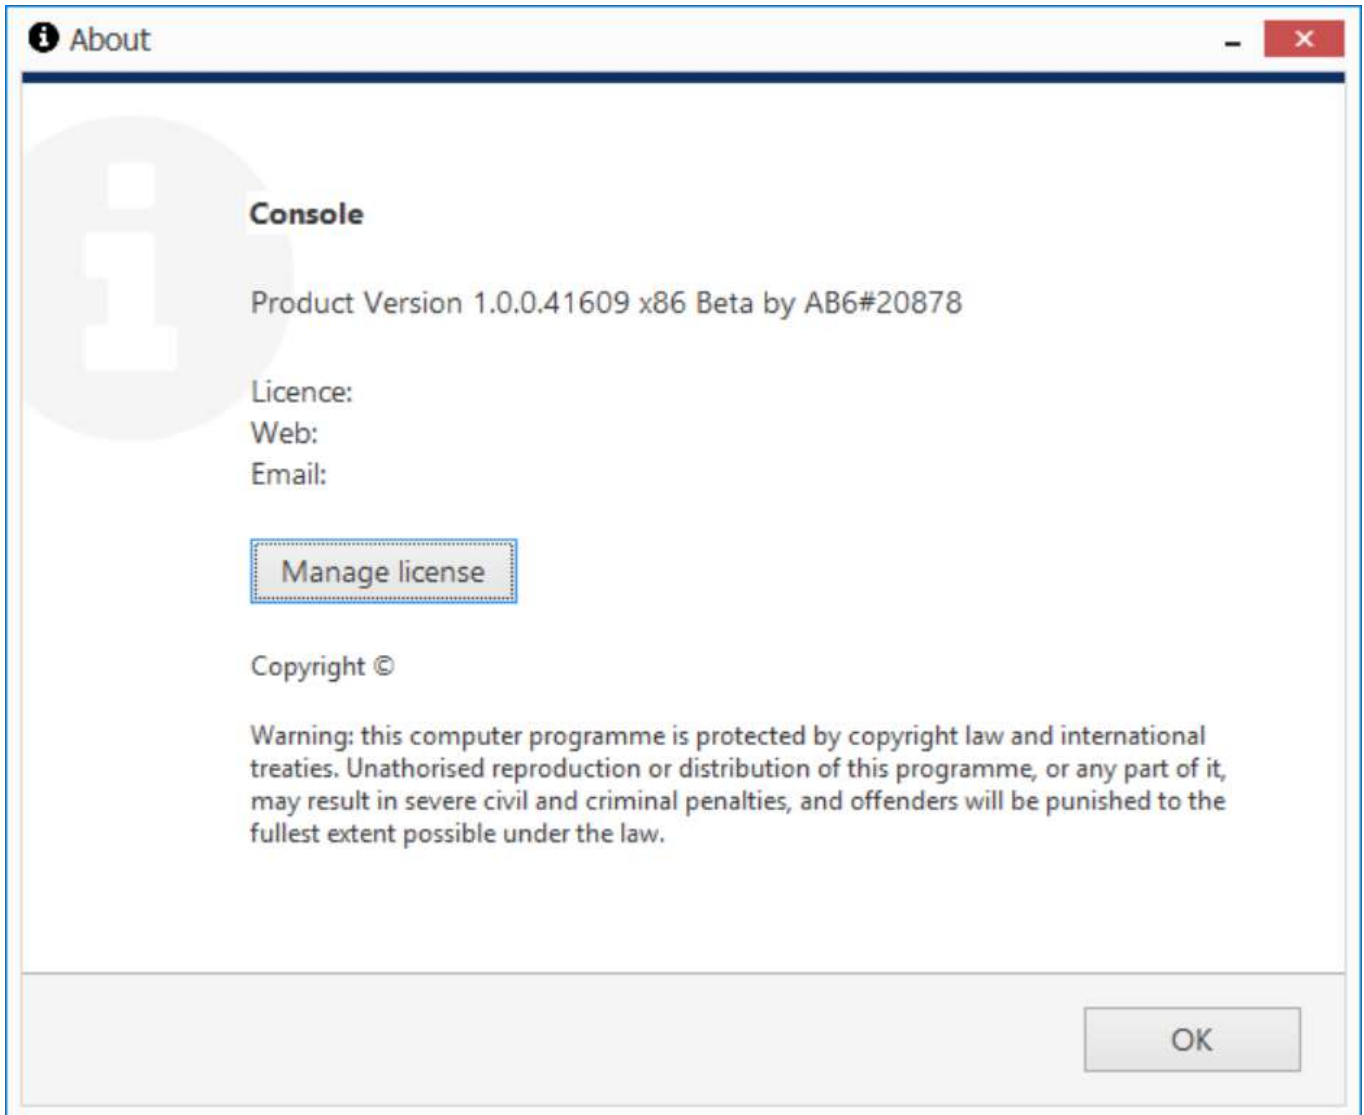 About
Console
Product Version 1.0.0.41609 x86 Beta by AB6#20878
Licence:
Web:
Email:
Manage license
Copyright ©
Warning: this computer programme is protected by copyright law and international
treaties. Unathorised reproduction or distribution of this programme, or any part of it,
may result in severe civil and criminal penalties, and offenders will be punished to the
fullest extent possible under the law.
OK